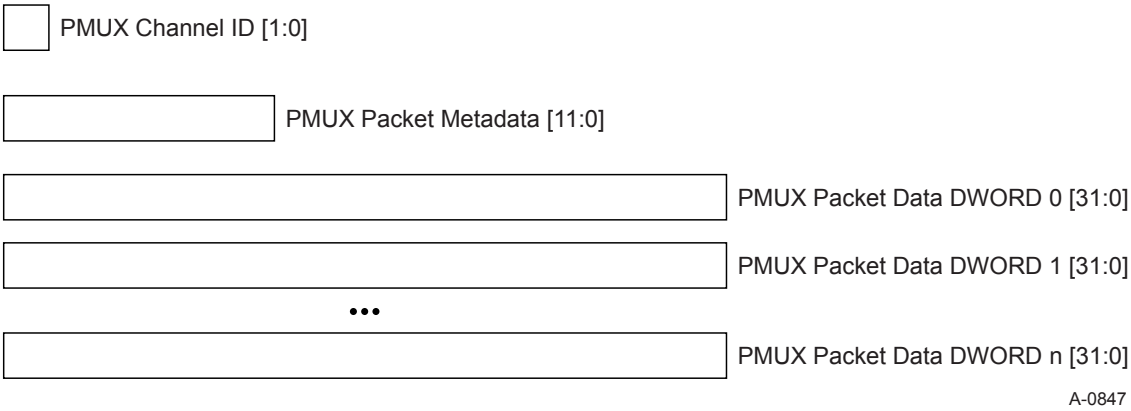 PMUX Channel ID [1:0]
PMUX Packet Metadata [11:0]
PMUX Packet Data DWORD 0 [31:0]
PMUX Packet Data DWORD 1 [31:0]
•••
PMUX Packet Data DWORD n [31:0]
A-0847